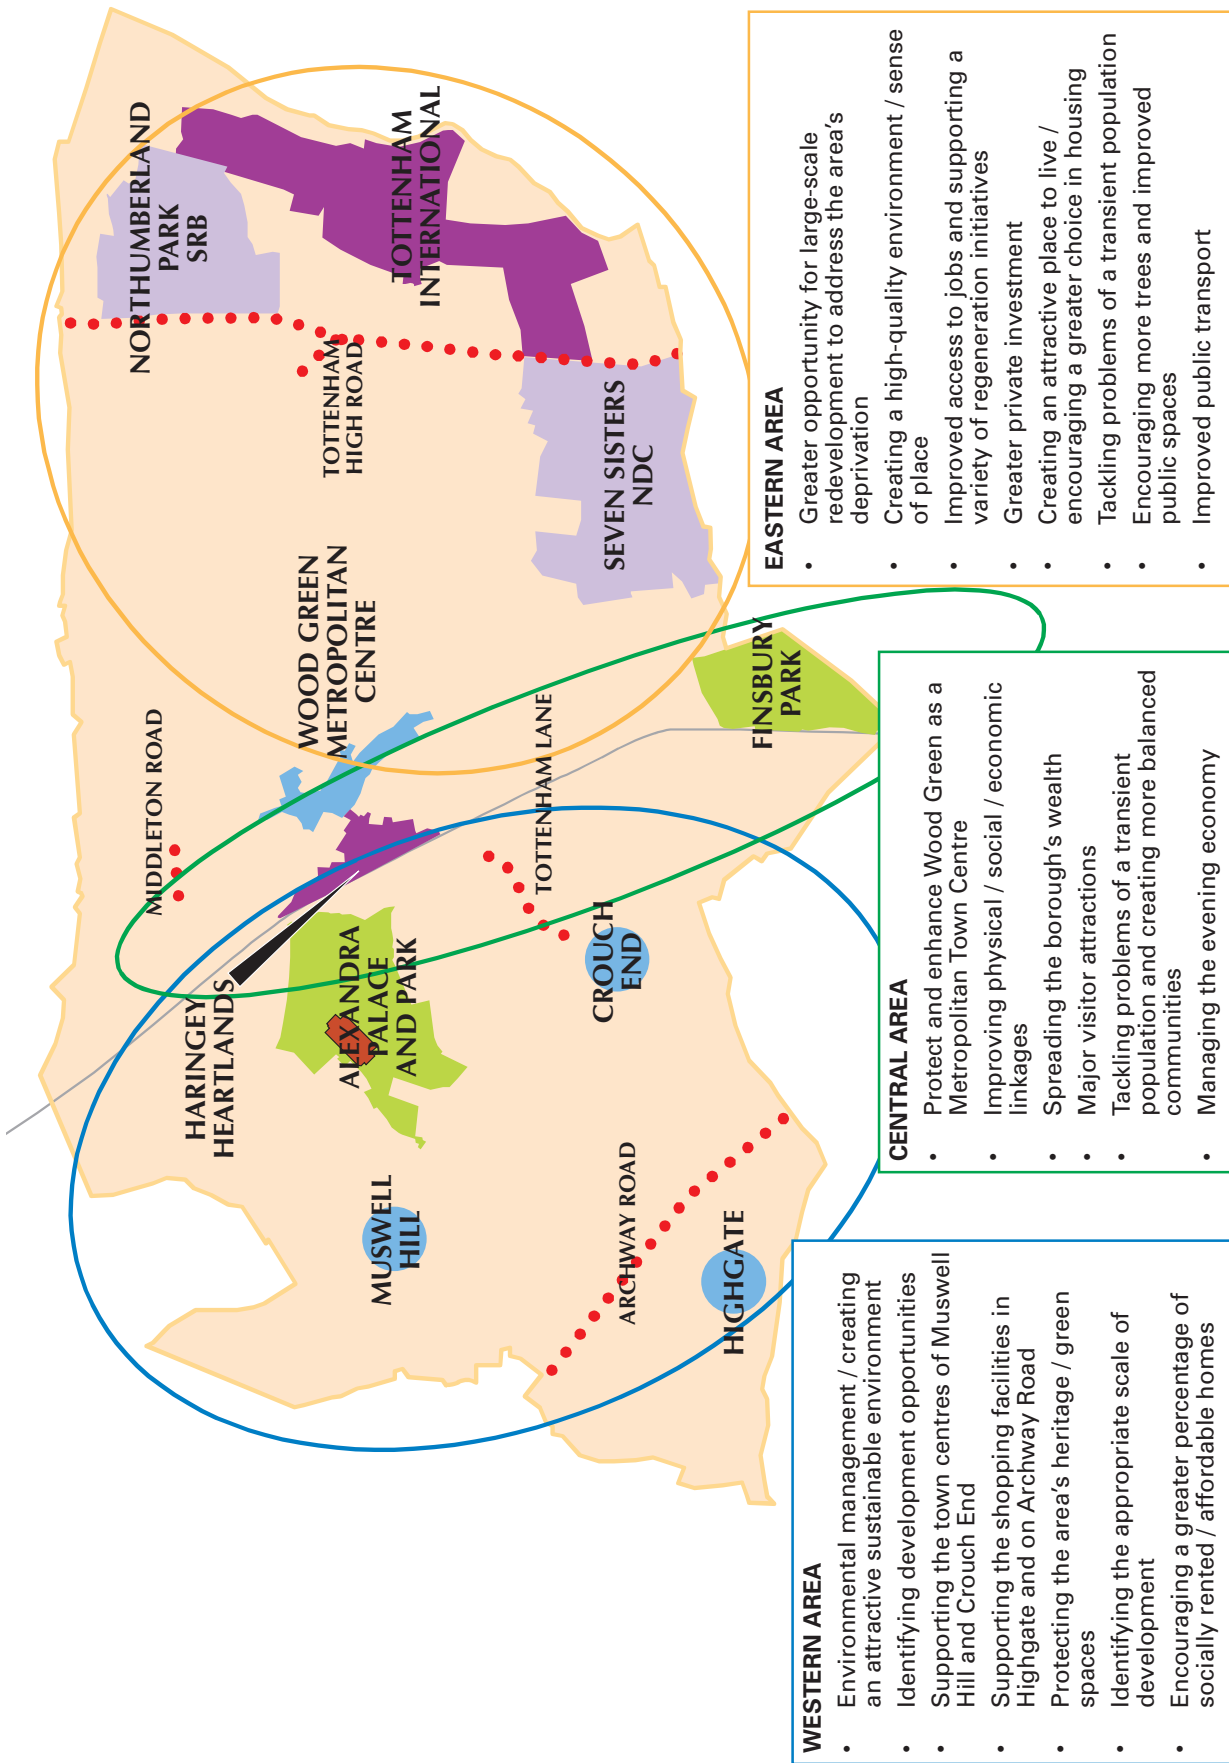 NORTHUMBERLAND
PARK
SRB
TOTTENHAM
INTERNATIONAL
TOTTENHAM
HIGH ROAD
SEVEN SISTERS
NDC
WOOD GREEN
METROPOLITAN
CENTRE
MIDDLETON ROAD
TOTTENHAM LANE
FINSBURY
PARK
HARINGEY
HEARTLANDS
ALEXANDRA
PALACE
AND PARK
CROUCH
END
MUSWELL
HILL
ARCHWAY ROAD
HIGHGATE
WESTERN AREA
• Environmental management / creating
an attractive sustainable environment
• Identifying development opportunities
• Supporting the town centres of Muswell
Hill and Crouch End
• Supporting the shopping facilities in
Highgate and on Archway Road
• Protecting the area's heritage / green
spaces
• Identifying the appropriate scale of
development
• Encouraging a greater percentage of
socially rented / affordable homes
CENTRAL AREA
• Protect and enhance Wood Green as a
Metropolitan Town Centre
• Improving physical / social / economic
linkages
• Spreading the borough's wealth
• Major visitor attractions
• Tackling problems of a transient
population and creating more balanced
communities
• Managing the evening economy
EASTERN AREA
• Greater opportunity for large-scale
redevelopment to address the area's
deprivation
• Creating a high-quality environment / sense
of place
• Improved access to jobs and supporting a
variety of regeneration initiatives
• Greater private investment
• Creating an attractive place to live /
encouraging a greater choice in housing
• Tackling problems of a transient population
• Encouraging more trees and improved
public spaces
• Improved public transport